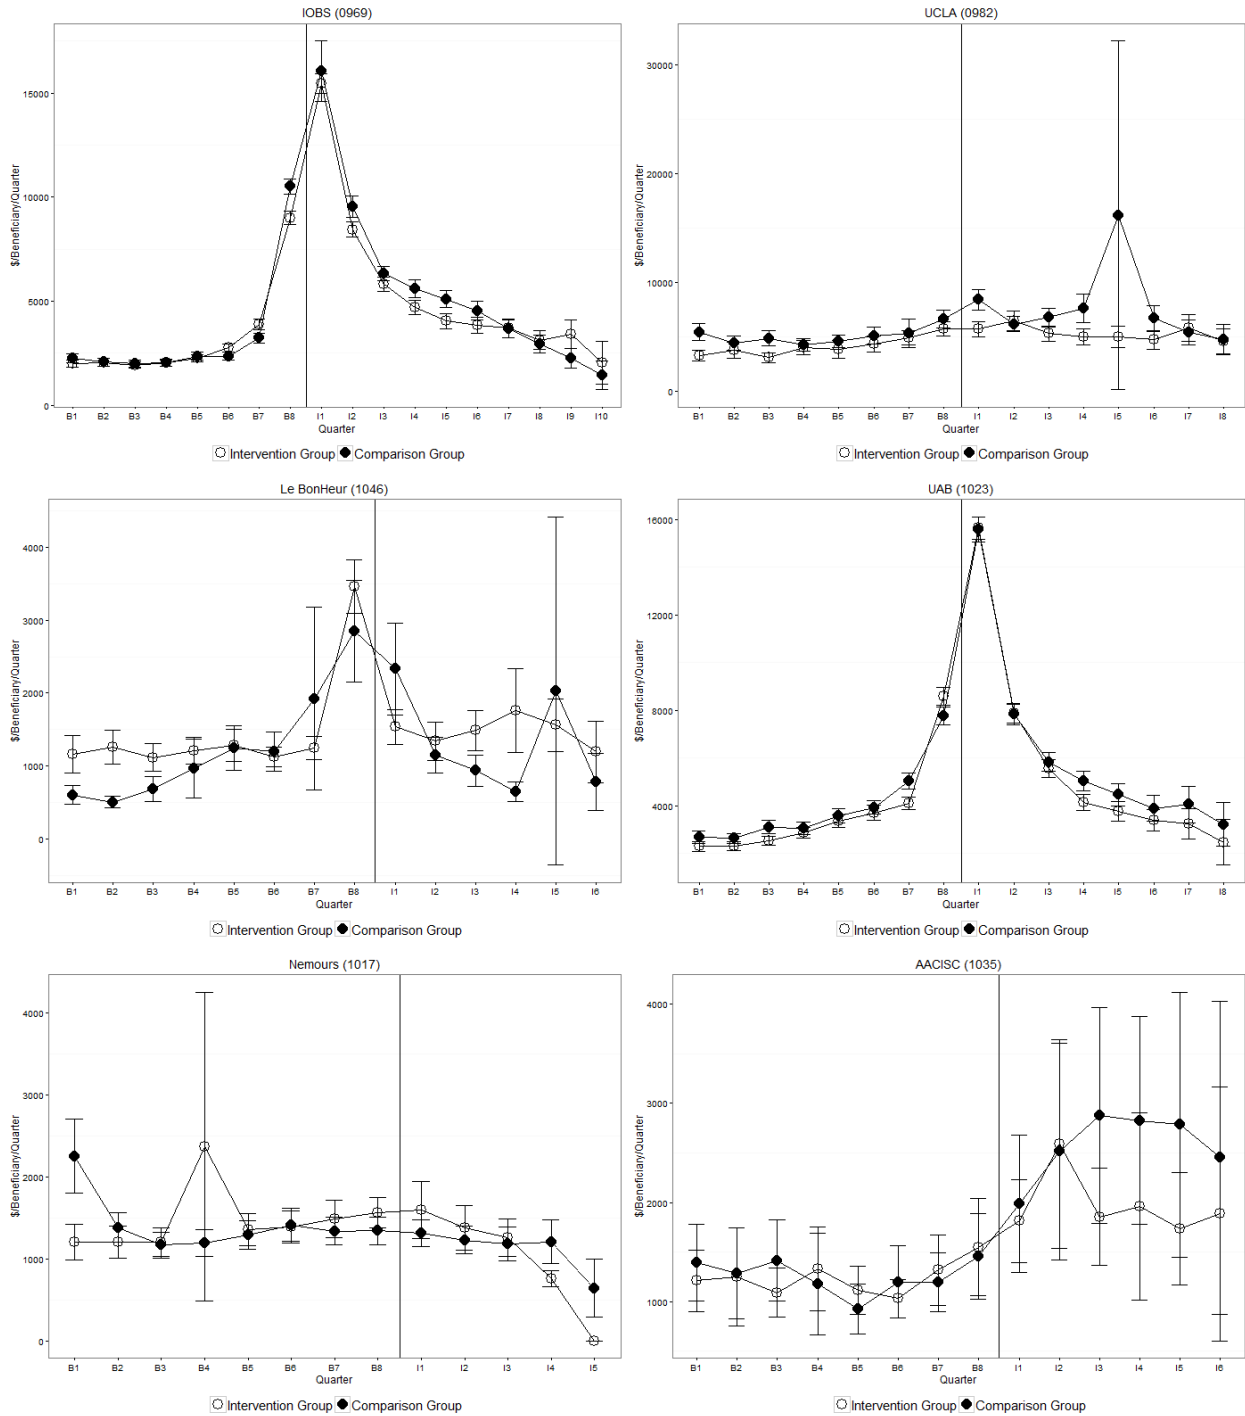 IOBS (0969)
$/Beneficiary/Quarter
15000
10000
5000
0
B1 B2 B3 B4 B5 B6 B7 B8 I1 I2 I3 I4 I5 I6 I7 I8 I9 I10
Quarter
Intervention Group Comparison Group
UCLA (0982)
$/Beneficiary/Quarter
30000
20000
10000
0
B1 B2 B3 B4 B5 B6 B7 B8 I1 I2 I3 I4 I5 I6 I7 I8
Quarter
Intervention Group Comparison Group
Le BonHeur (1046)
$/Beneficiary/Quarter
4000
3000
2000
1000
0
B1 B2 B3 B4 B5 B6 B7 B8 I1 I2 I3 I4 I5 I6
Quarter
Intervention Group Comparison Group
UAB (1023)
$/Beneficiary/Quarter
16000
12000
8000
4000
B1 B2 B3 B4 B5 B6 B7 B8 I1 I2 I3 I4 I5 I6 I7 I8
Quarter
Intervention Group Comparison Group
Nemours (1017)
$/Beneficiary/Quarter
4000
3000
2000
1000
0
B1 B2 B3 B4 B5 B6 B7 B8 I1 I2 I3 I4 I5
Quarter
Intervention Group Comparison Group
AACISC (1035)
$/Beneficiary/Quarter
4000
3000
2000
1000
B1 B2 B3 B4 B5 B6 B7 B8 I1 I2 I3 I4 I5 I6
Quarter
Intervention Group Comparison Group